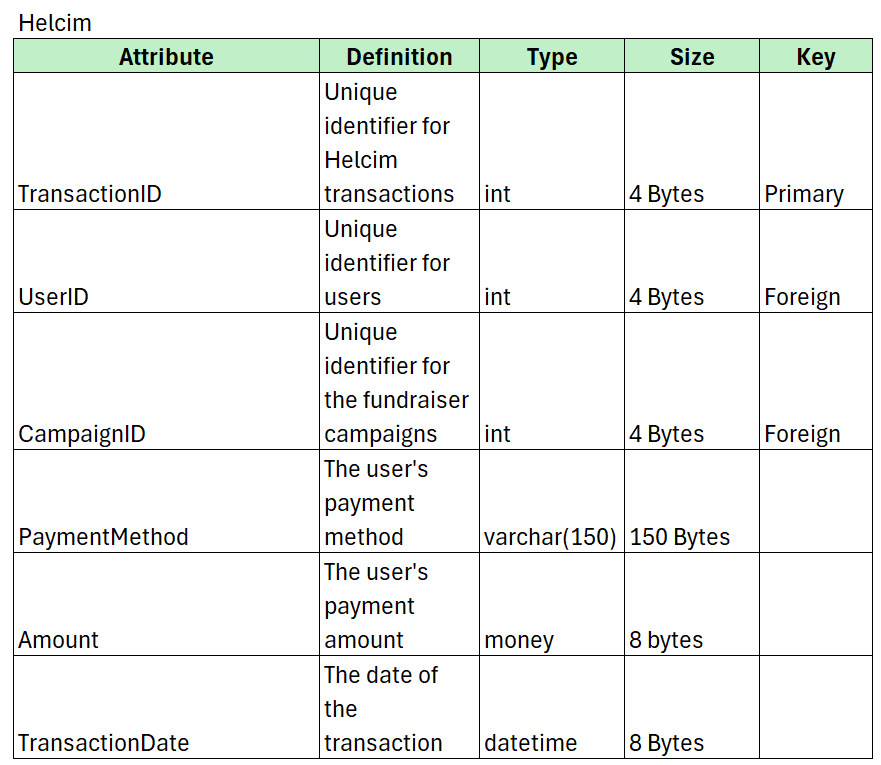 Helcim
Attribute Definition Type Size Key
Unique
identifier for
Helcim
TransactionID transactions int 4 Bytes Primary
Unique
identifier for
UserID users int 4 Bytes Foreign
Unique
identifier for
the fundraiser
CampaignID campaigns int 4 Bytes Foreign
The user's
payment
PaymentMethod method varchar(150) 150 Bytes
The user's
payment
Amount amount money 8 bytes
The date of
the
TransactionDate transaction datetime 8 Bytes